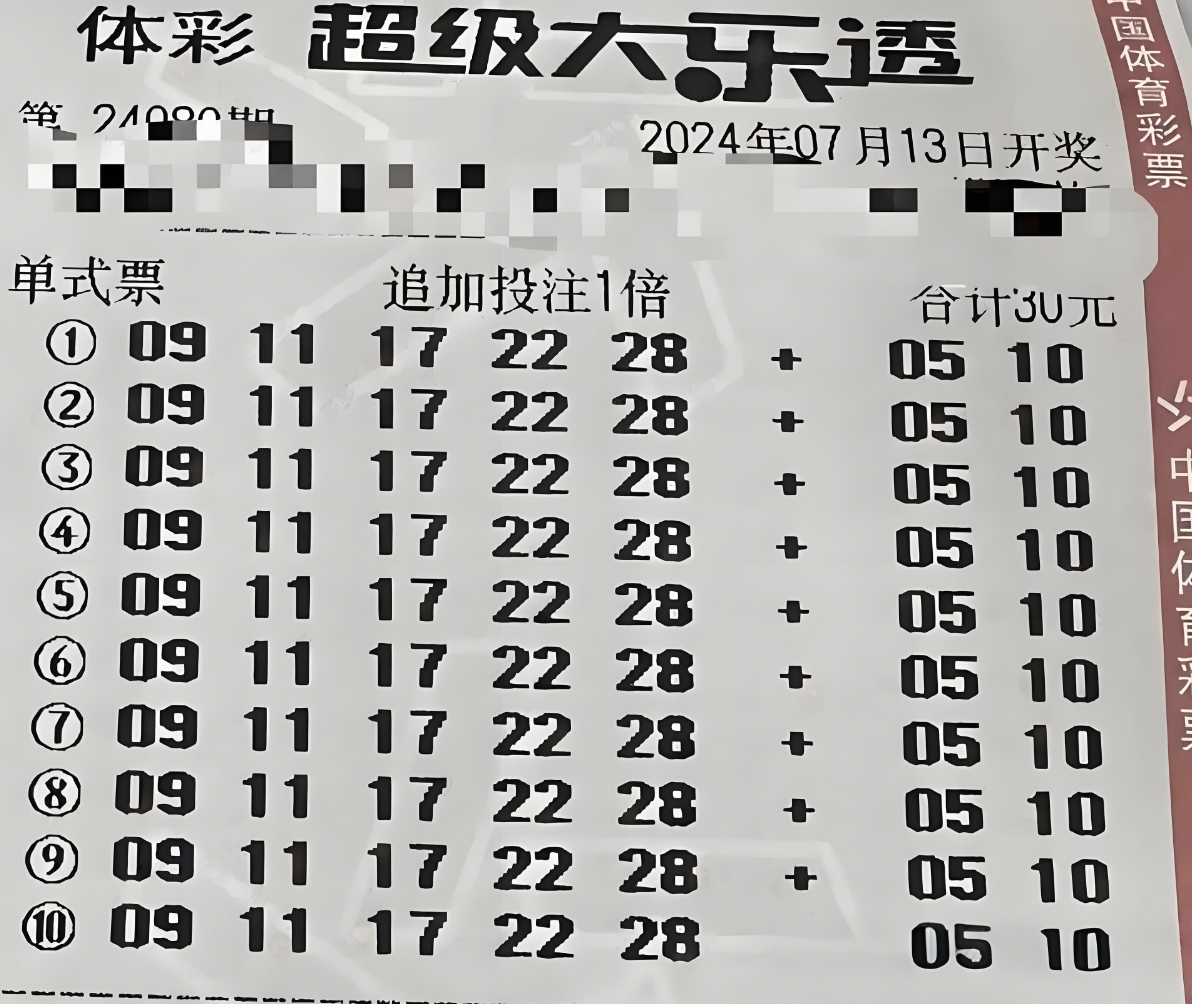 体彩 超级大乐透
第 24080期
2024年07月13日开奖
单式票 追加投注1倍 合计30元
① 09 11 17 22 28 + 05 10
② 09 11 17 22 28 + 05 10
③ 09 11 17 22 28 + 05 10
④ 09 11 17 22 28 + 05 10
⑤ 09 11 17 22 28 + 05 10
⑥ 09 11 17 22 28 + 05 10
⑦ 09 11 17 22 28 + 05 10
⑧ 09 11 17 22 28 + 05 10
⑨ 09 11 17 22 28 + 05 10
⑩ 09 11 17 22 28 05 10
中国体育彩票
中国体育彩票